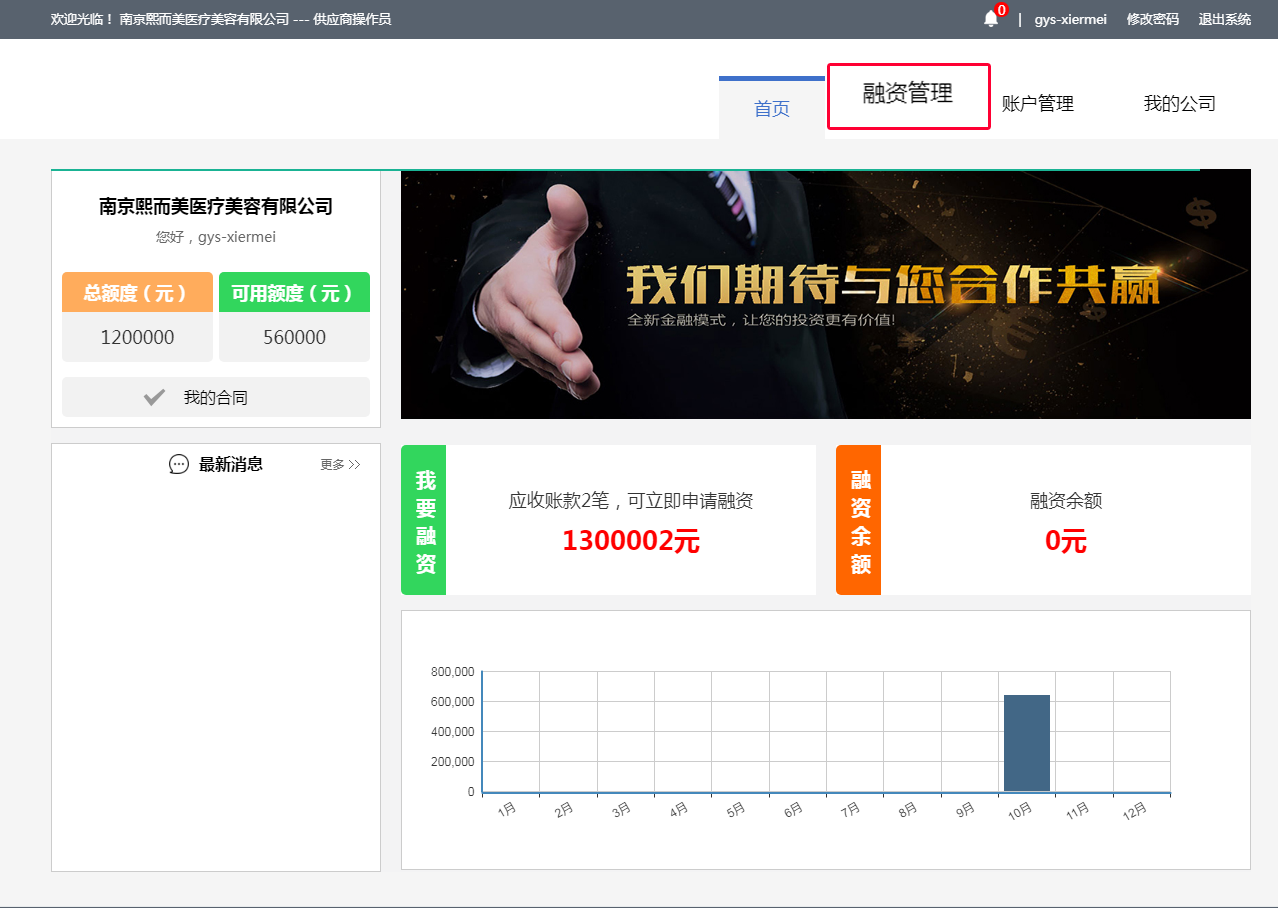 欢迎光临！ 南京熙而美医疗美容有限公司 --- 供应商操作员
0 | gys-xiermei 修改密码 退出系统
首页 融资管理 账户管理 我的公司
南京熙而美医疗美容有限公司
您好，gys-xiermei
总额度（元） 可用额度（元）
1200000 560000
我的合同
最新消息 更多 >>
我们期待与您合作共赢
全新金融模式，让您的投资更有价值!
我要融资
应收账款2笔，可立即申请融资
1300002元
融资余额
融资余额
0元
800,000
600,000
400,000
200,000
0
1月 2月 3月 4月 5月 6月 7月 8月 9月 10月 11月 12月